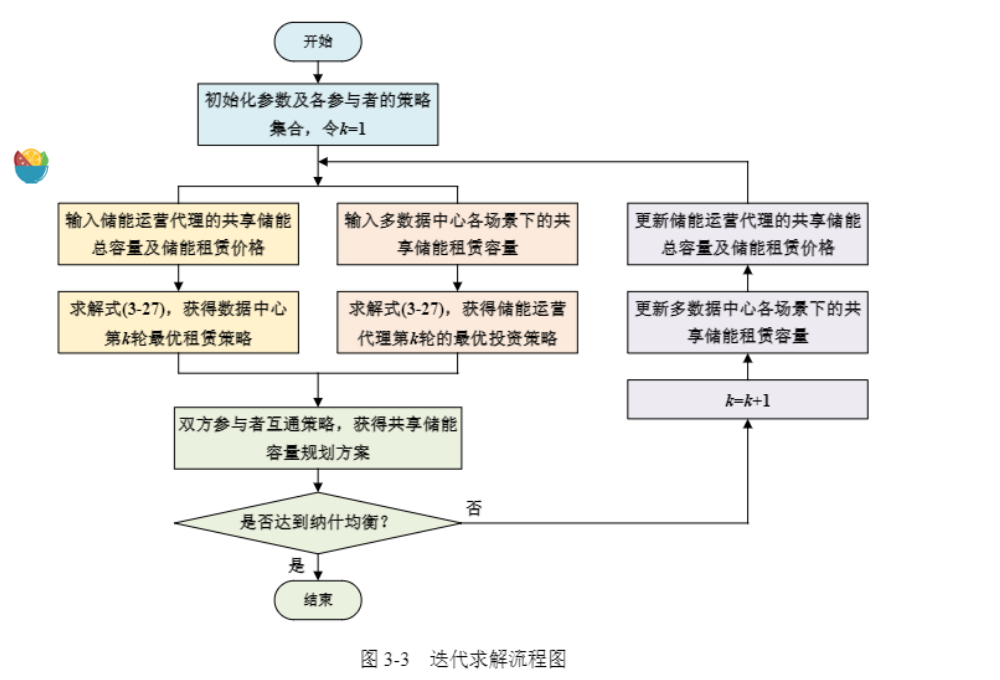 开始
初始化参数及各参与者的策略
集合，令k=1
输入储能运营代理的共享储能
总容量及储能租赁价格
输入多数据中心各场景下的共
享储能租赁容量
更新储能运营代理的共享储能
总容量及储能租赁价格
求解式(3-27)，获得数据中心
第k轮最优租赁策略
求解式(3-27)，获得储能运营
代理第k轮的最优投资策略
更新多数据中心各场景下的共
享储能租赁容量
k=k+1
双方参与者互通策略，获得共享储能
容量规划方案
是否达到纳什均衡？
否
是
结束
图 3-3 迭代求解流程图